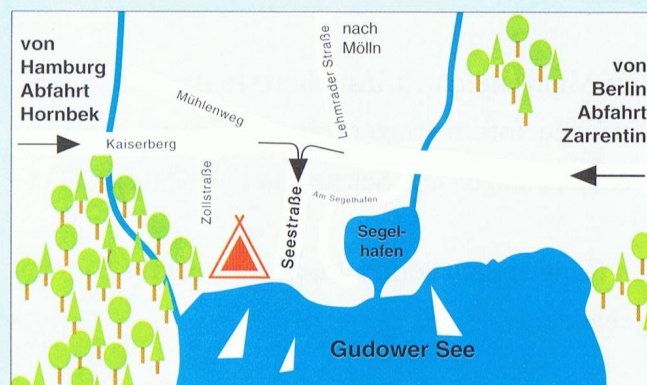 von
Hamburg
Abfahrt
Hornbek
nach
Mölln
Lehmrader Straße
von
Berlin
Abfahrt
Zarrentin
Mühlenweg
Kaiserberg
Zollstraße
Seestraße
Am Segelhafen
Segel-
hafen
Gudower See